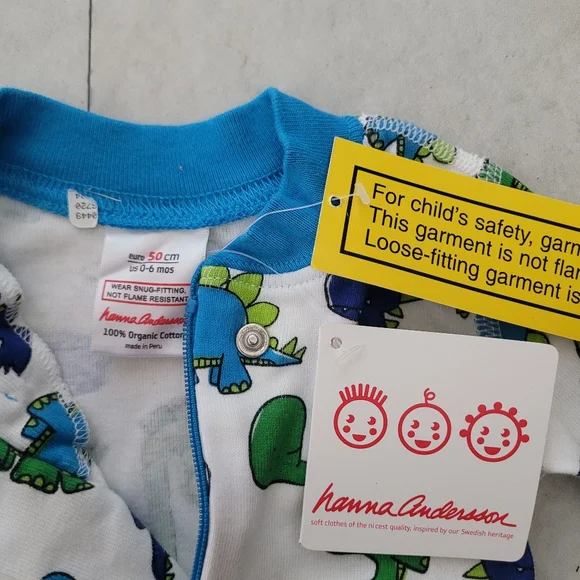 euro 50 cm
us 0-6 mos
WEAR SNUG-FITTING,
NOT FLAME RESISTANT
hanna Andersson
100% Organic Cotton
made in Peru
For child's safety, garm
This garment is not flam
Loose-fitting garment is
hanna Andersson
soft clothes of the nicest quality, inspired by our Swedish heritage